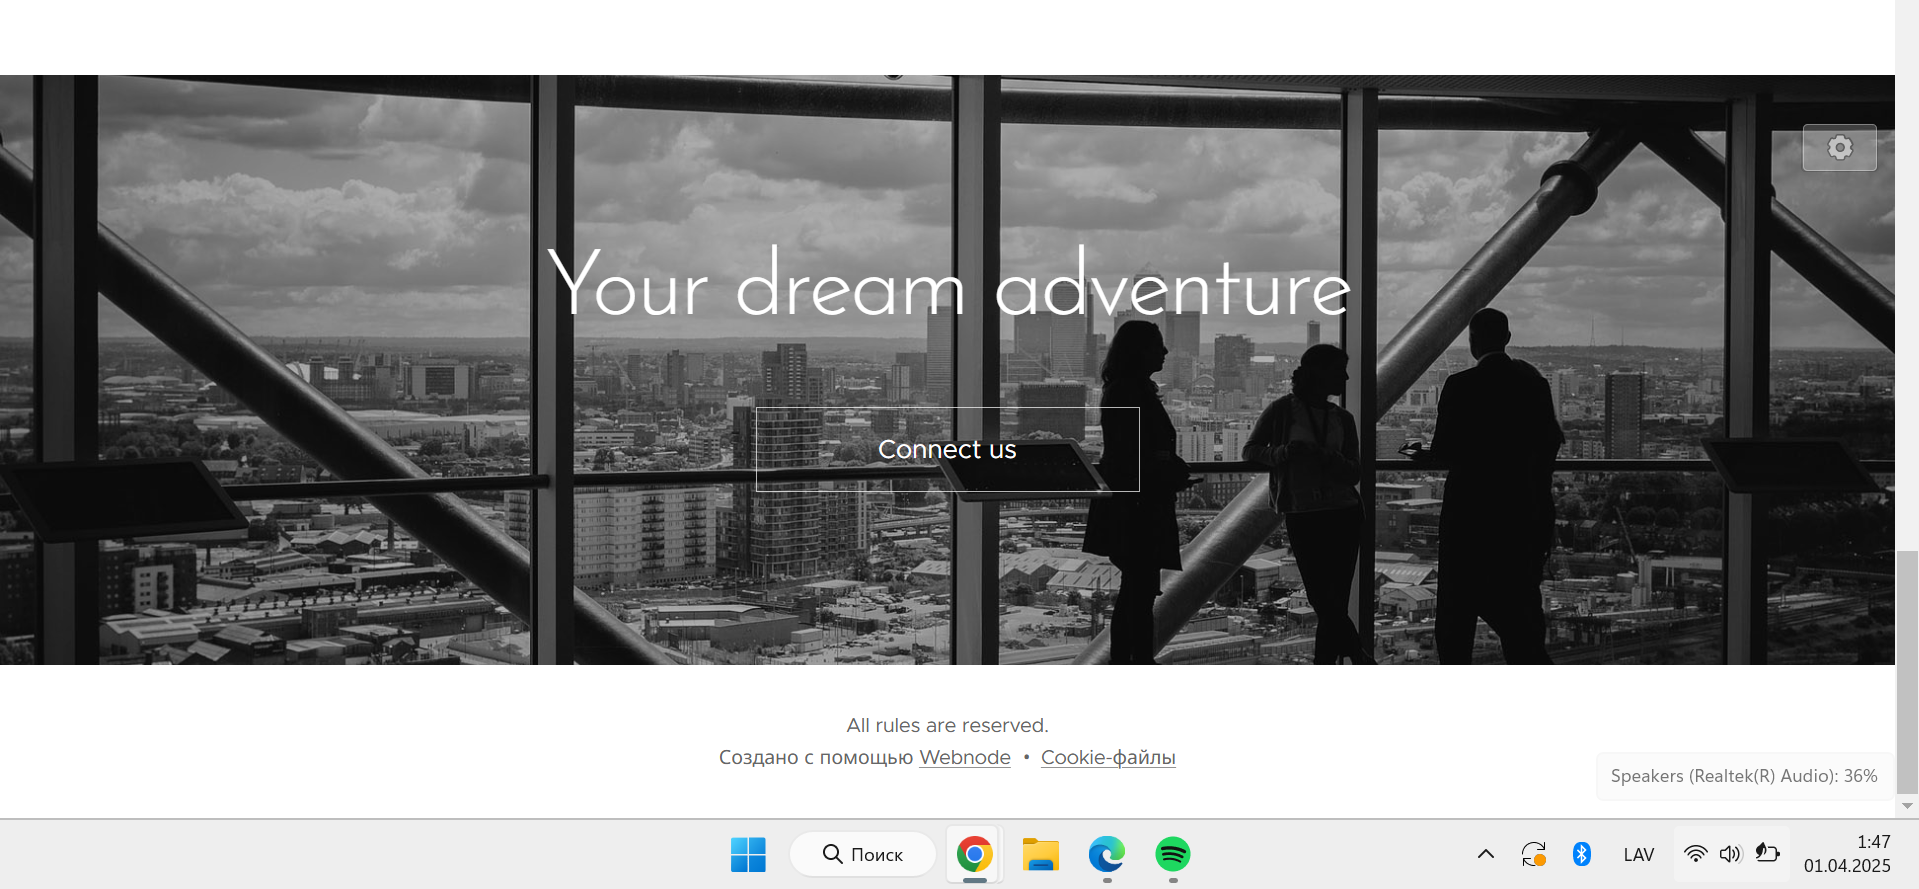 Your dream adventure
Connect us
All rules are reserved.
Создано с помощью Webnode • Cookie-файлы
Speakers (Realtek(R) Audio): 36%
Поиск
LAV
1:47
01.04.2025